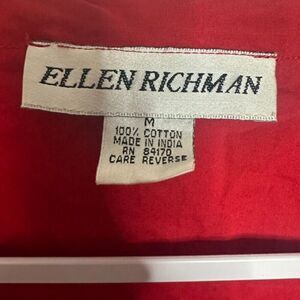 ELLEN RICHMAN
M
100% COTTON
MADE IN INDIA
RN 84170
CARE REVERSE